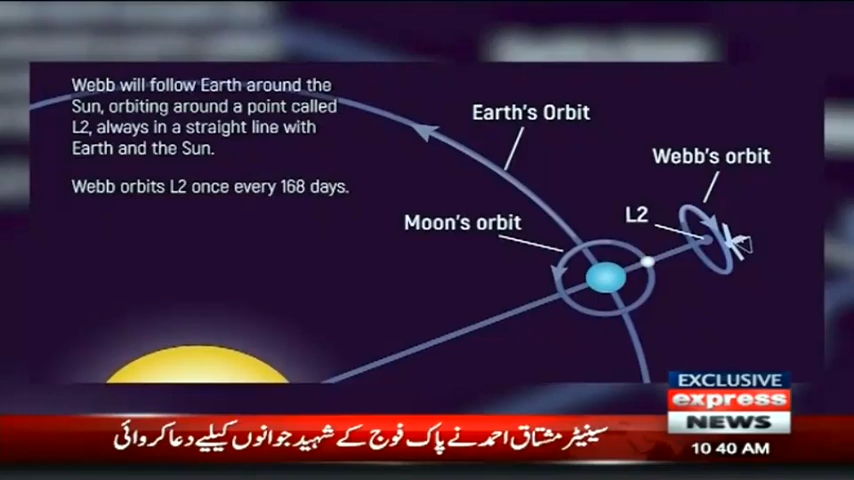 Webb will follow Earth around the
Sun, orbiting around a point called
L2, always in a straight line with
Earth and the Sun.
Webb orbits L2 once every 168 days.
Earth's Orbit
Webb's orbit
L2
Moon's orbit
EXCLUSIVE
express
NEWS
سینیٹر مشتاق احمد نے پاک فوج کے شہید جوانوں کیلیے دعا کروائی
10:40 AM